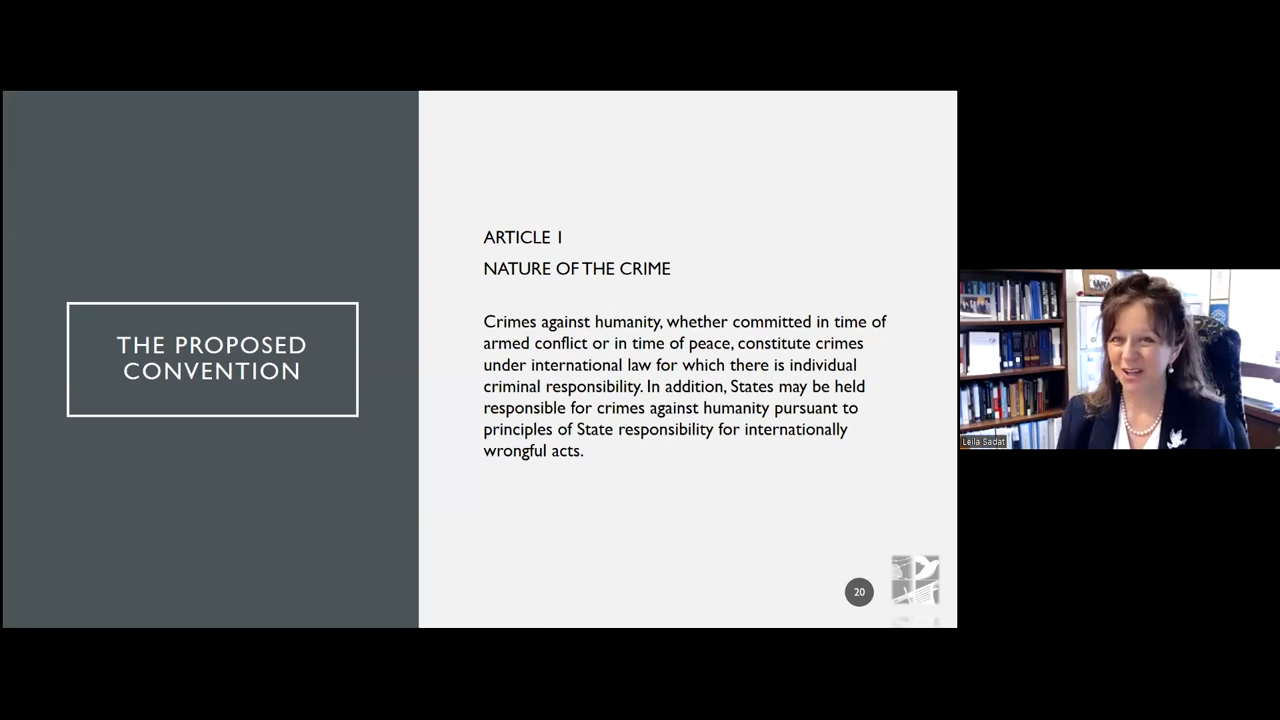 THE PROPOSED
CONVENTION
ARTICLE 1
NATURE OF THE CRIME
Crimes against humanity, whether committed in time of
armed conflict or in time of peace, constitute crimes
under international law for which there is individual
criminal responsibility. In addition, States may be held
responsible for crimes against humanity pursuant to
principles of State responsibility for internationally
wrongful acts.
20
Leila Sadat